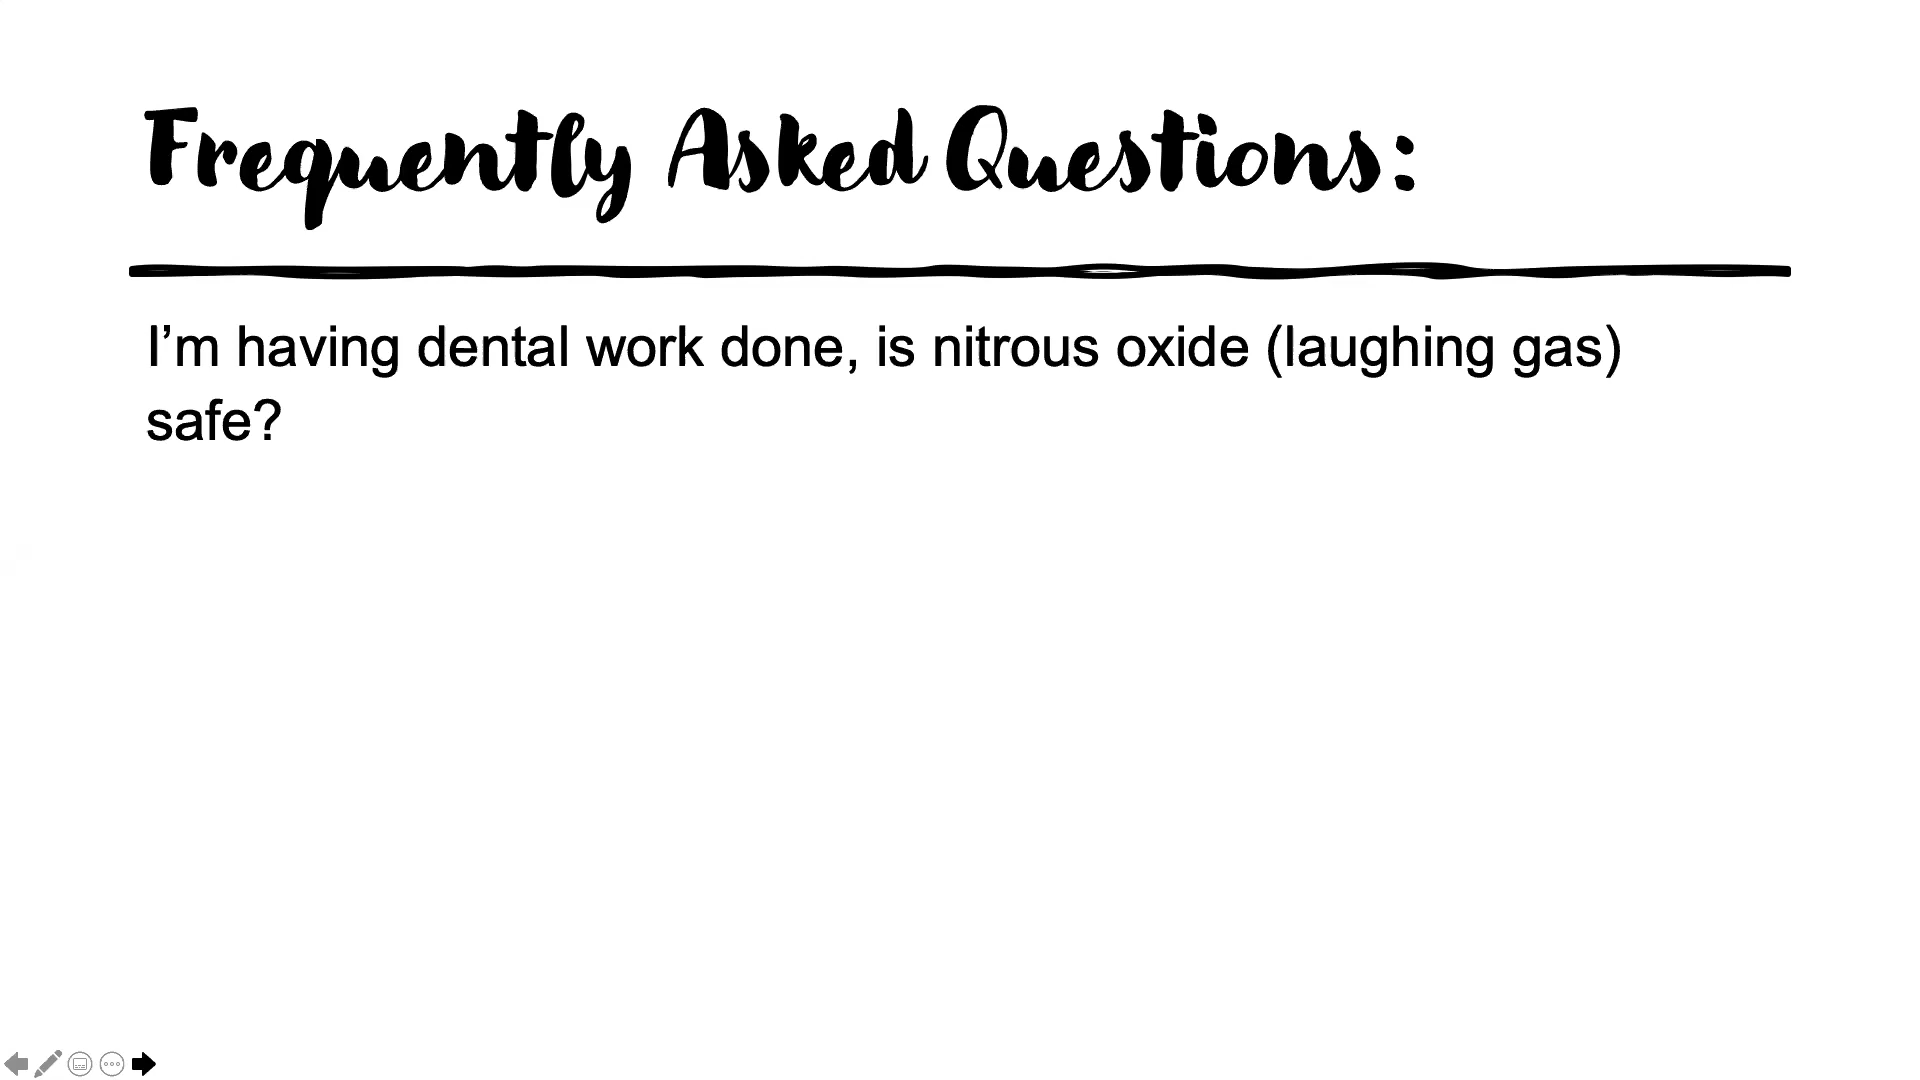 Frequently Asked Questions:
I’m having dental work done, is nitrous oxide (laughing gas)
safe?